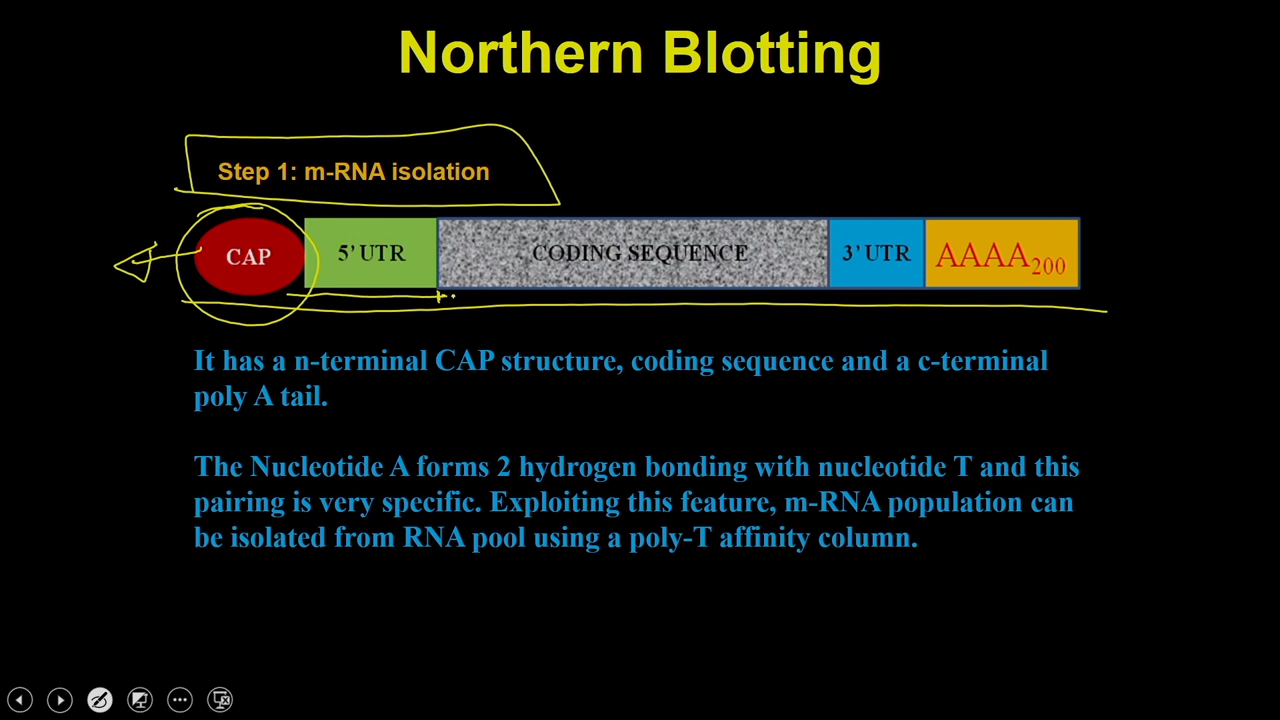 Northern Blotting
Step 1: m-RNA isolation
CAP 5’ UTR CODING SEQUENCE 3’ UTR AAAA200
It has a n-terminal CAP structure, coding sequence and a c-terminal
poly A tail.
The Nucleotide A forms 2 hydrogen bonding with nucleotide T and this
pairing is very specific. Exploiting this feature, m-RNA population can
be isolated from RNA pool using a poly-T affinity column.